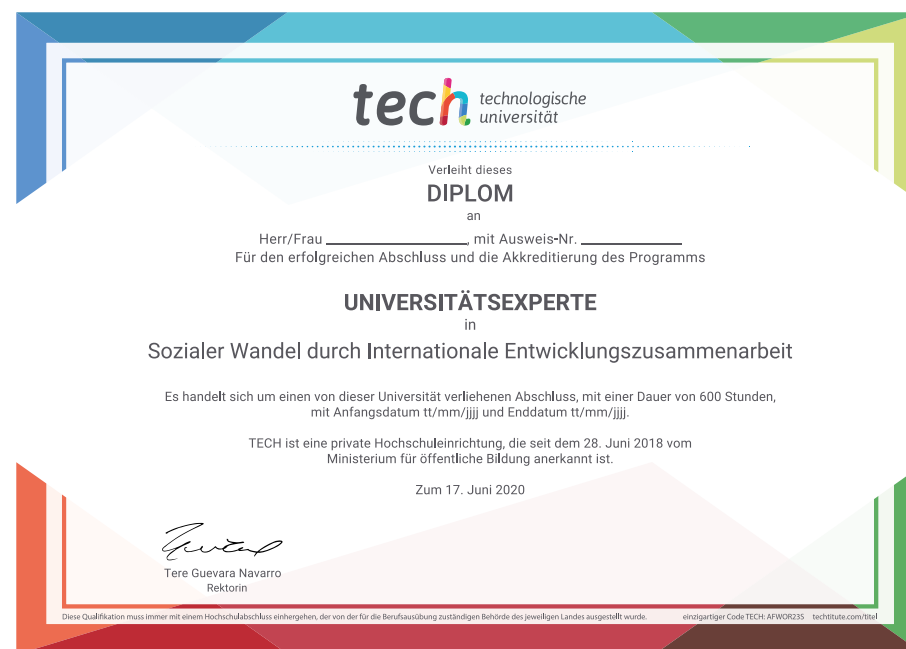 tech technologische
universität
Verleiht dieses
DIPLOM
an
Herr/Frau ____________, mit Ausweis-Nr. ____________
Für den erfolgreichen Abschluss und die Akkreditierung des Programms
UNIVERSITÄTSEXPERTE
in
Sozialer Wandel durch Internationale Entwicklungszusammenarbeit
Es handelt sich um einen von dieser Universität verliehenen Abschluss, mit einer Dauer von 600 Stunden,
mit Anfangsdatum tt/mm/jjjj und Enddatum tt/mm/jjjj.
TECH ist eine private Hochschuleinrichtung, die seit dem 28. Juni 2018 vom
Ministerium für öffentliche Bildung anerkannt ist.
Zum 17. Juni 2020
Tere Guevara Navarro
Rektorin
Diese Qualifikation muss immer mit einem Hochschulabschluss einhergehen, der von der für die Berufsausübung zuständigen Behörde des jeweiligen Landes ausgestellt wurde. einzigartiger Code TECH: AFWOR23S techtitute.com/titel